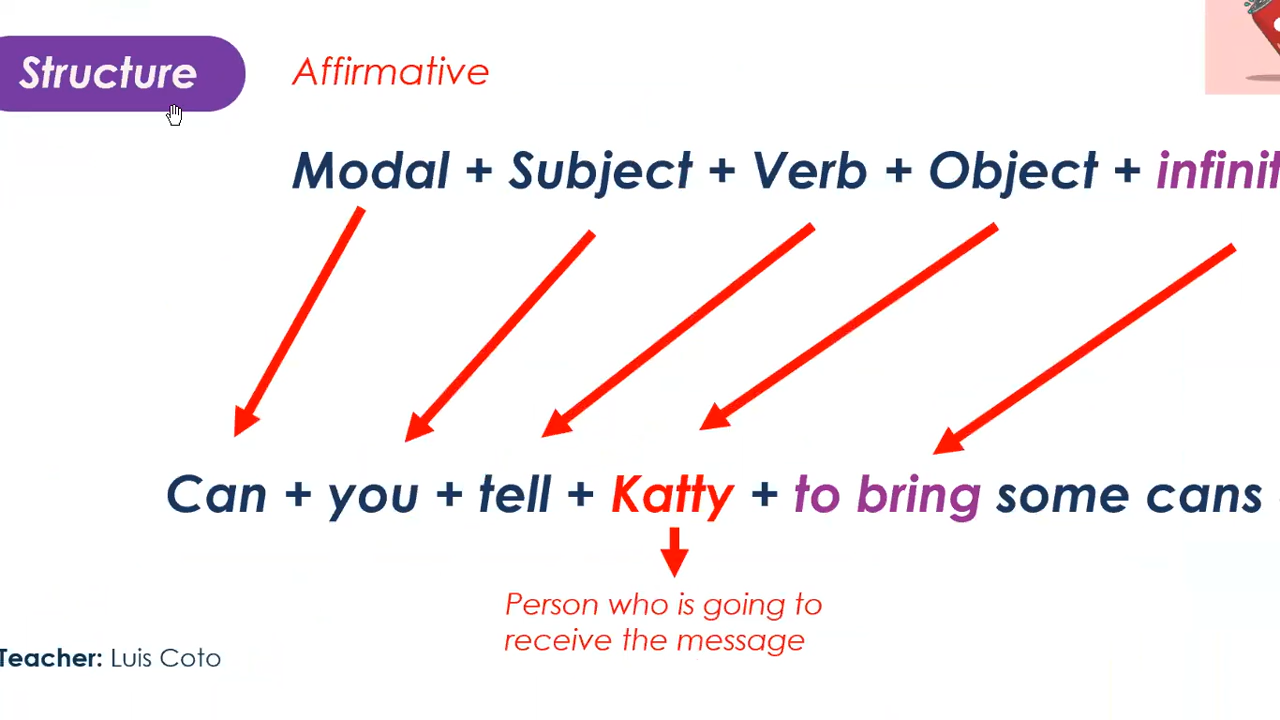 Structure
Affirmative
Modal + Subject + Verb + Object + infinit
Can + you + tell + Katty + to bring some cans
Person who is going to
receive the message
Teacher: Luis Coto